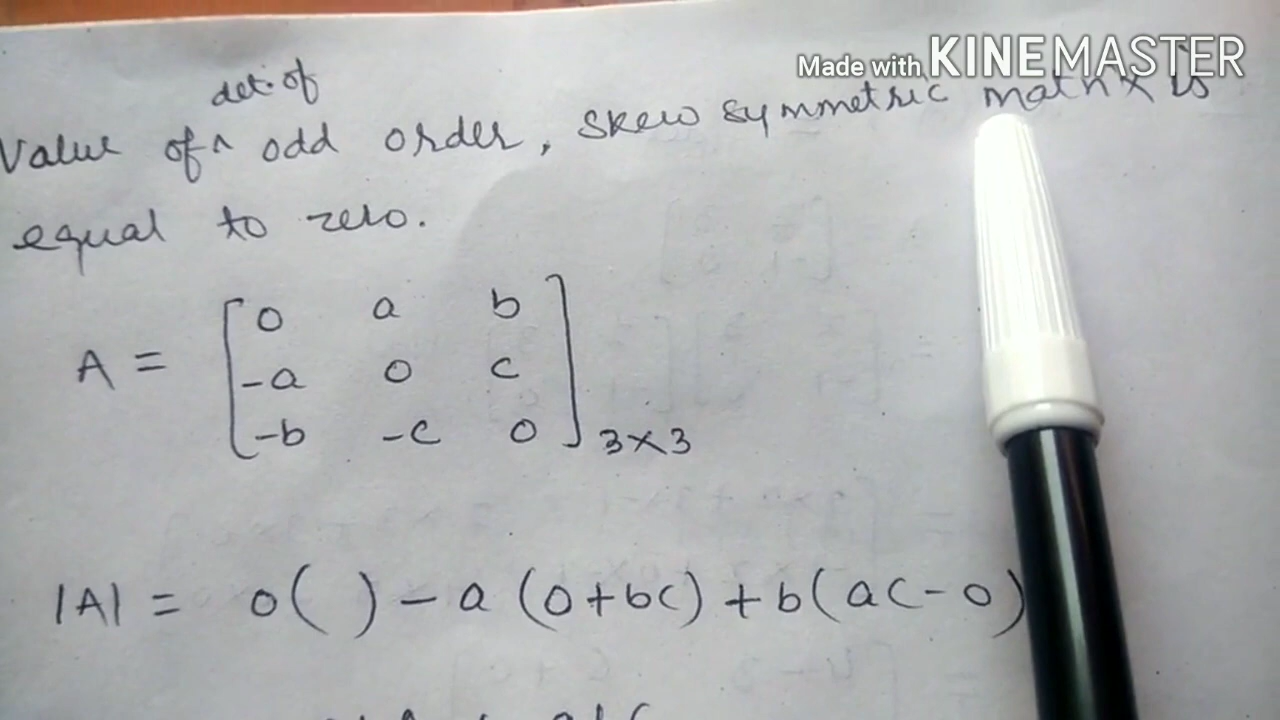 Made with KINEMASTER
det. of
Value of ^ odd order, skew symmetric matrix is
equal to zero.
A = [ 0 a b
-a 0 c
-b -c 0 ] 3×3
|A| = 0( ) - a (0+bc) + b(ac-0)